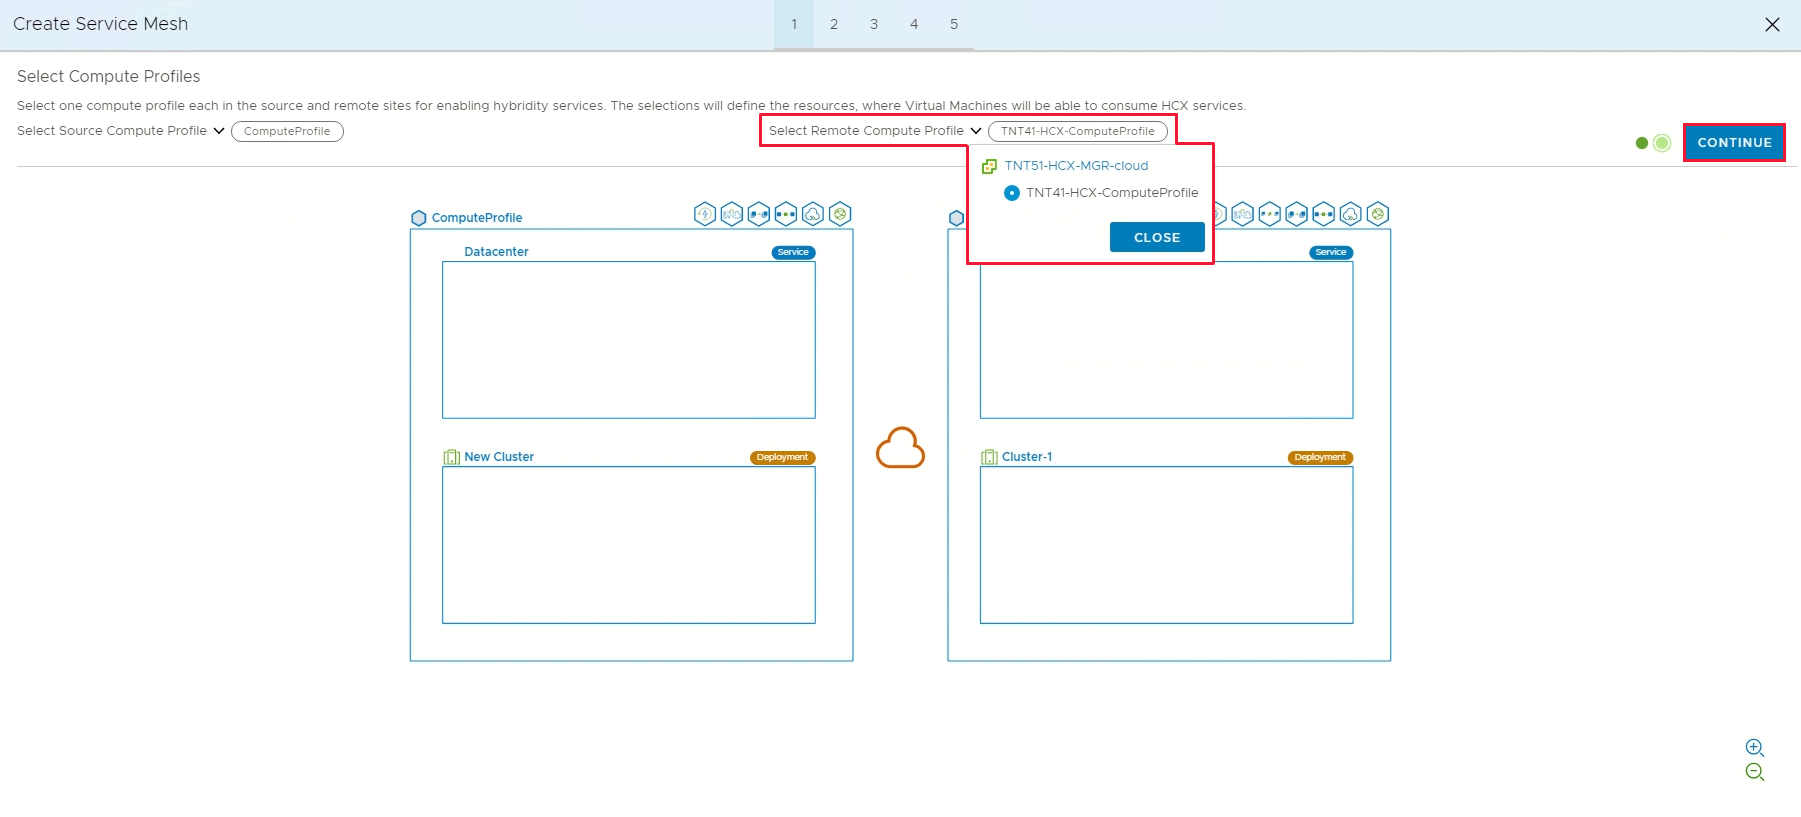 Create Service Mesh
1 2 3 4 5
Select Compute Profiles
Select one compute profile each in the source and remote sites for enabling hybridity services. The selections will define the resources, where Virtual Machines will be able to consume HCX services.
Select Source Compute Profile ComputeProfile
Select Remote Compute Profile TNT41-HCX-ComputeProfile
CONTINUE
TNT51-HCX-MGR-cloud
TNT41-HCX-ComputeProfile
CLOSE
ComputeProfile
Datacenter
Service
New Cluster
Deployment
Service
Cluster-1
Deployment